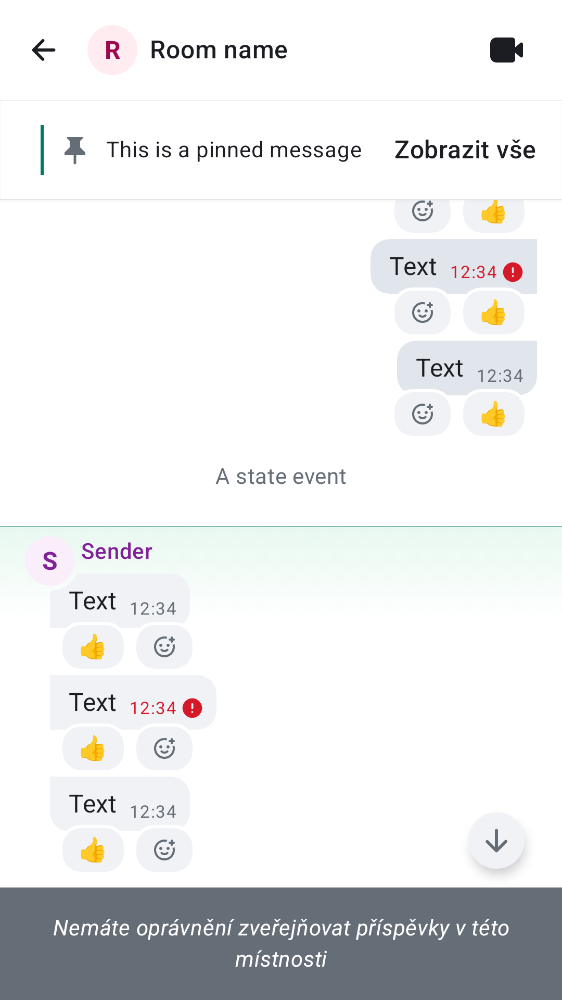 R Room name
This is a pinned message Zobrazit vše
Text 12:34
Text 12:34
A state event
S Sender
Text 12:34
Text 12:34
Text 12:34
Nemáte oprávnění zveřejňovat příspěvky v této
místnosti